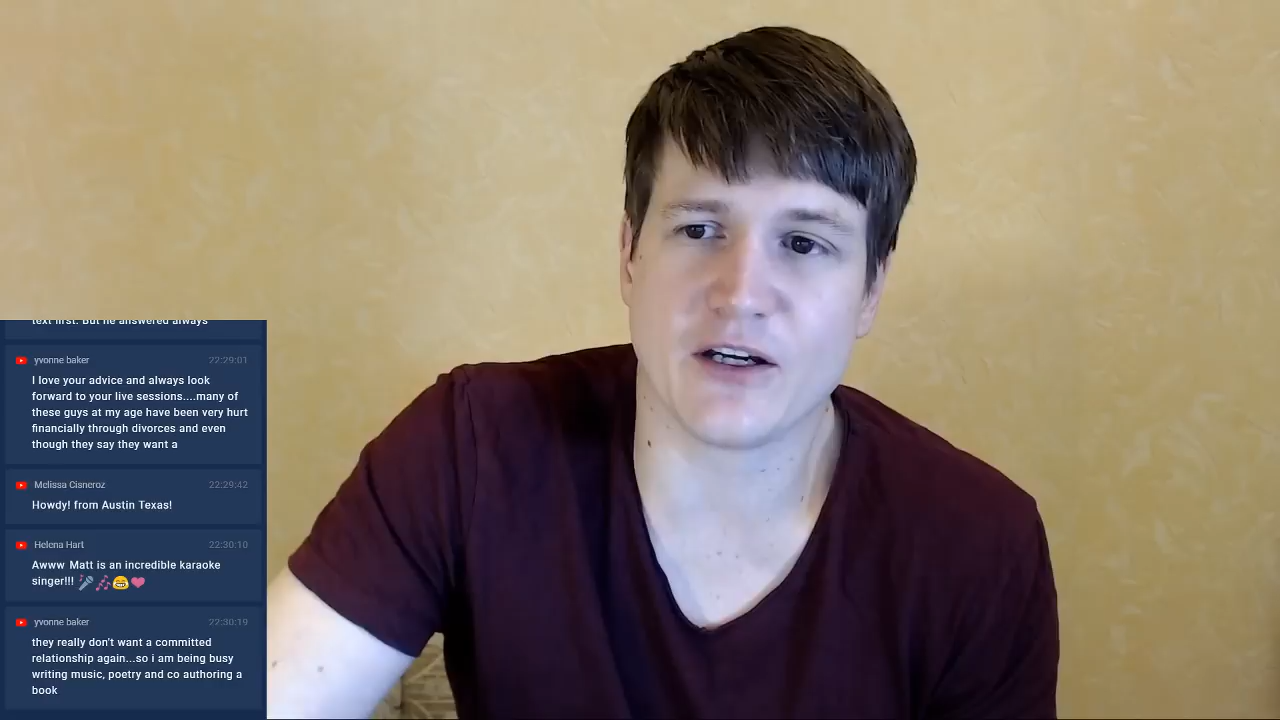 text first. But he answered always
yvonne baker 22:29:01
I love your advice and always look
forward to your live sessions....many of
these guys at my age have been very hurt
financially through divorces and even
though they say they want a
Melissa Cisneroz 22:29:42
Howdy! from Austin Texas!
Helena Hart 22:30:10
Awww Matt is an incredible karaoke
singer!!! 🎤🎶😂❤️
yvonne baker 22:30:19
they really don't want a committed
relationship again...so i am being busy
writing music, poetry and co authoring a
book